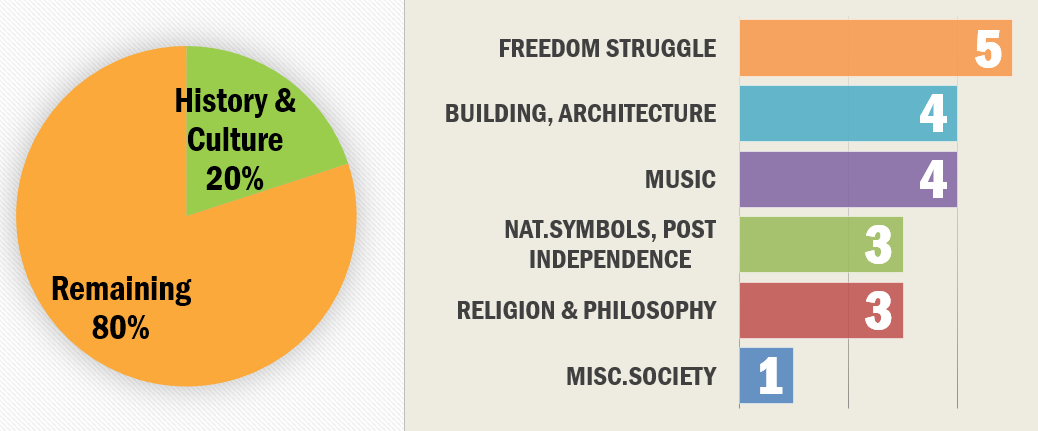 History &
Culture
20%
Remaining
80%
FREEDOM STRUGGLE
5
BUILDING, ARCHITECTURE
4
MUSIC
4
NAT.SYMBOLS, POST
INDEPENDENCE
3
RELIGION & PHILOSOPHY
3
MISC.SOCIETY
1